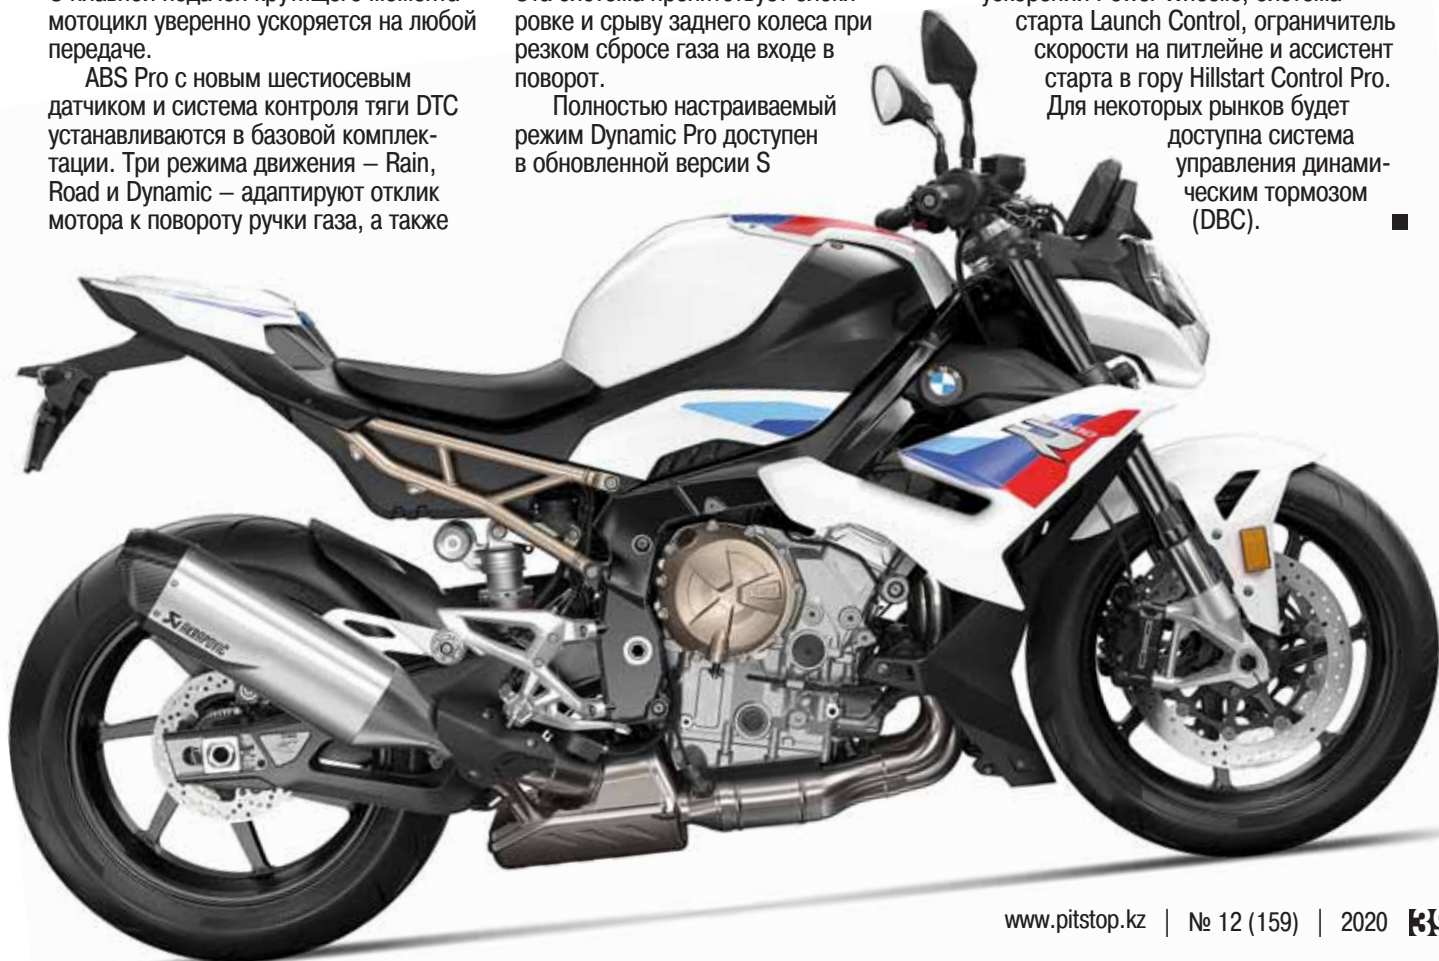 мотоцикл уверенно ускоряется на любой
передаче.
ABS Pro с новым шестиосевым
датчиком и система контроля тяги DTC
устанавливаются в базовой комплек-
тации. Три режима движения – Rain,
Road и Dynamic – адаптируют отклик
мотора к повороту ручки газа, а также
ровке и срыву заднего колеса при
резком сбросе газа на входе в
поворот.
Полностью настраиваемый
режим Dynamic Pro доступен
в обновленной версии S
старта Launch Control, ограничитель
скорости на питлейне и ассистент
старта в гору Hillstart Control Pro.
Для некоторых рынков будет
доступна система
управления динами-
ческим тормозом
(DBC).
AKRAPOVIČ
R
www.pitstop.kz | № 12 (159) | 2020